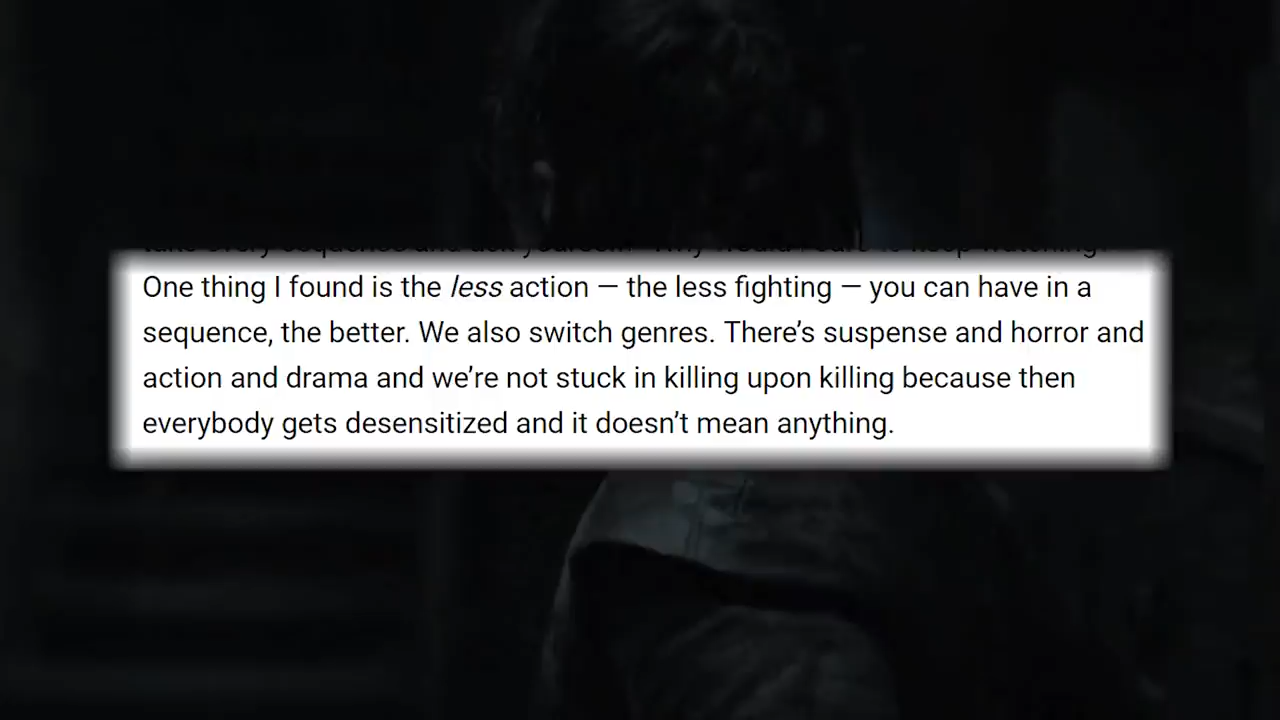 One thing I found is the less action — the less fighting — you can have in a
sequence, the better. We also switch genres. There’s suspense and horror and
action and drama and we’re not stuck in killing upon killing because then
everybody gets desensitized and it doesn’t mean anything.